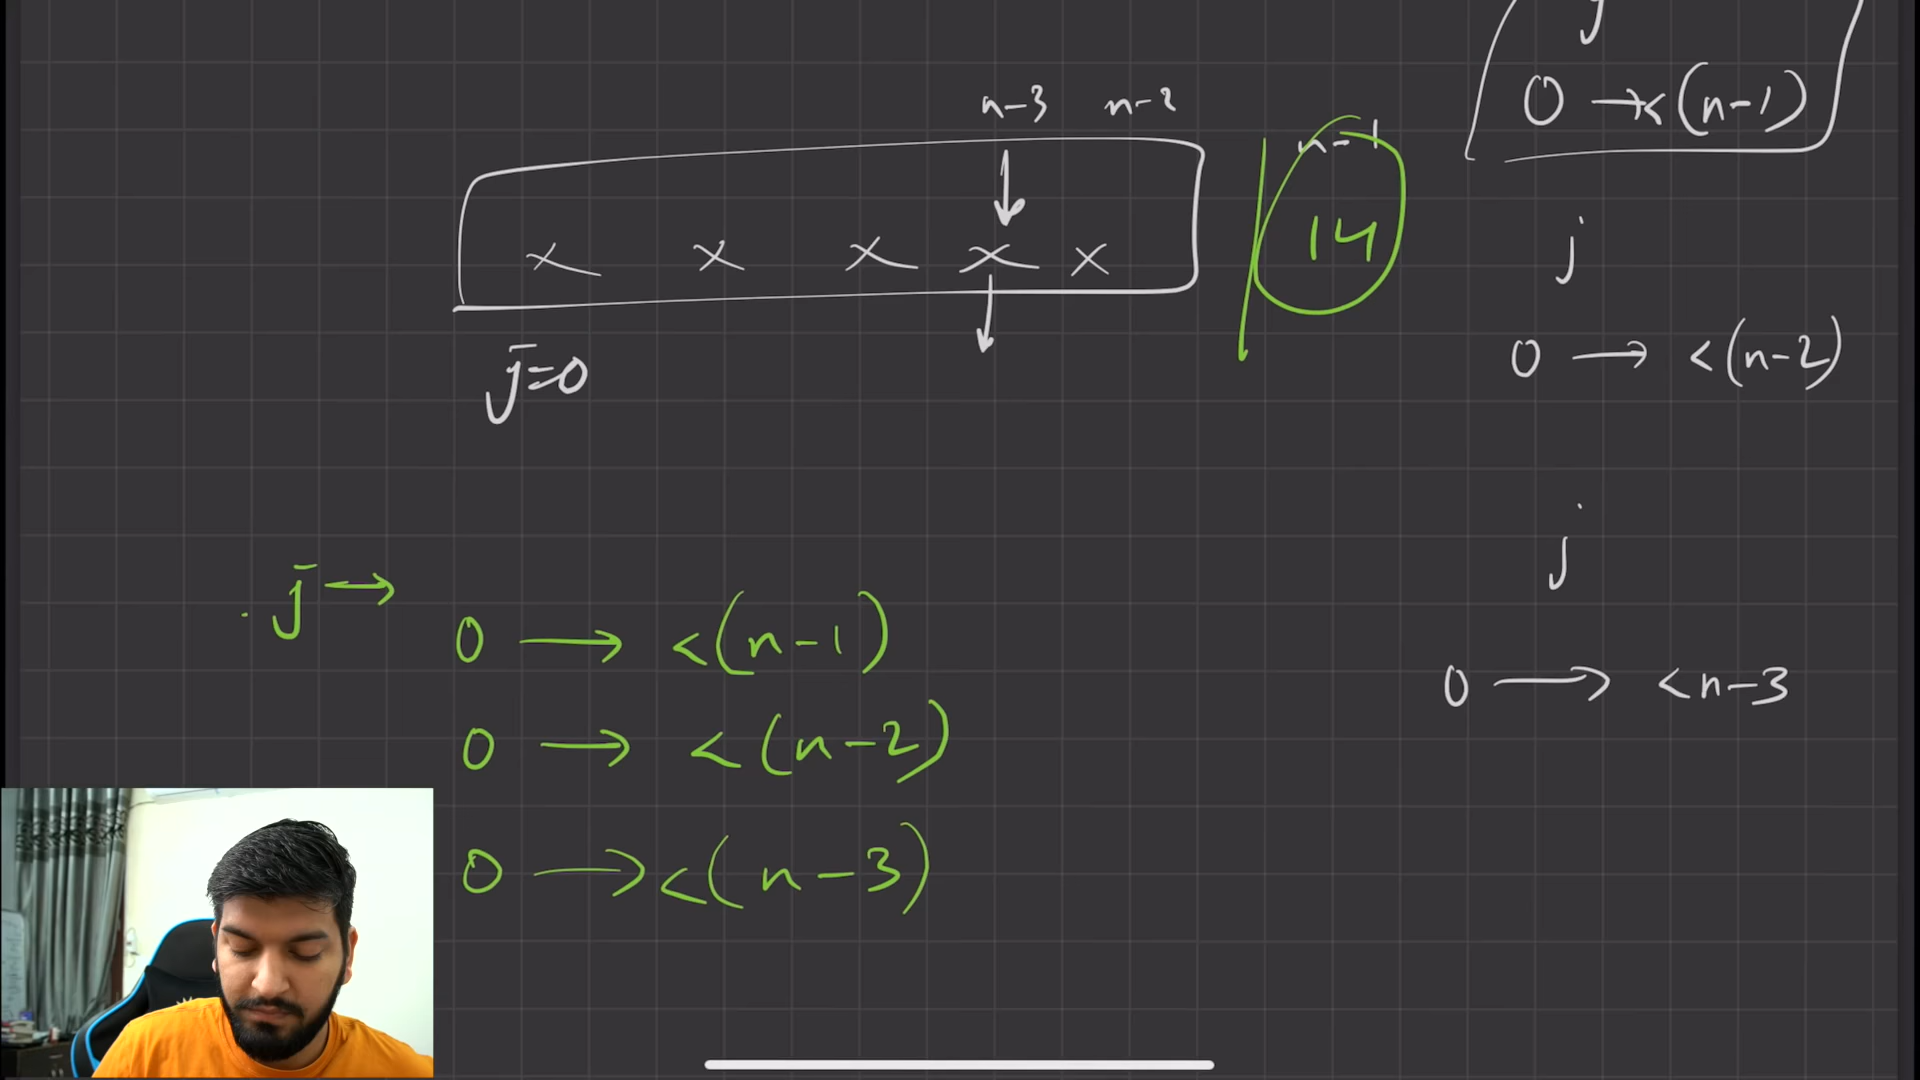 j
0 → < (n-1)
n-3 n-2 n-1
x x x x x 14
j
j=0
0 → < (n-2)
j
j →
0 → < (n-1)
0 → < n-3
0 → < (n-2)
0 → < (n-3)